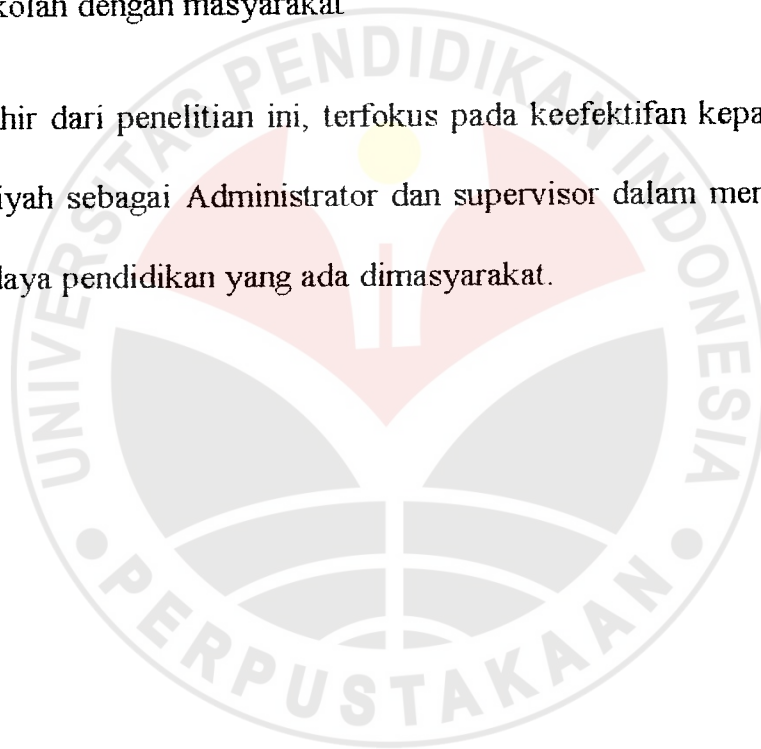 kolah dengan masyarakat
hir dari penelitian ini, terfokus pada keefektifan kepa
iyah sebagai Administrator dan supervisor dalam mer
daya pendidikan yang ada dimasyarakat.
UNIVERSITAS PENDIDIKAN INDONESIA
PERPUSTAKAAN